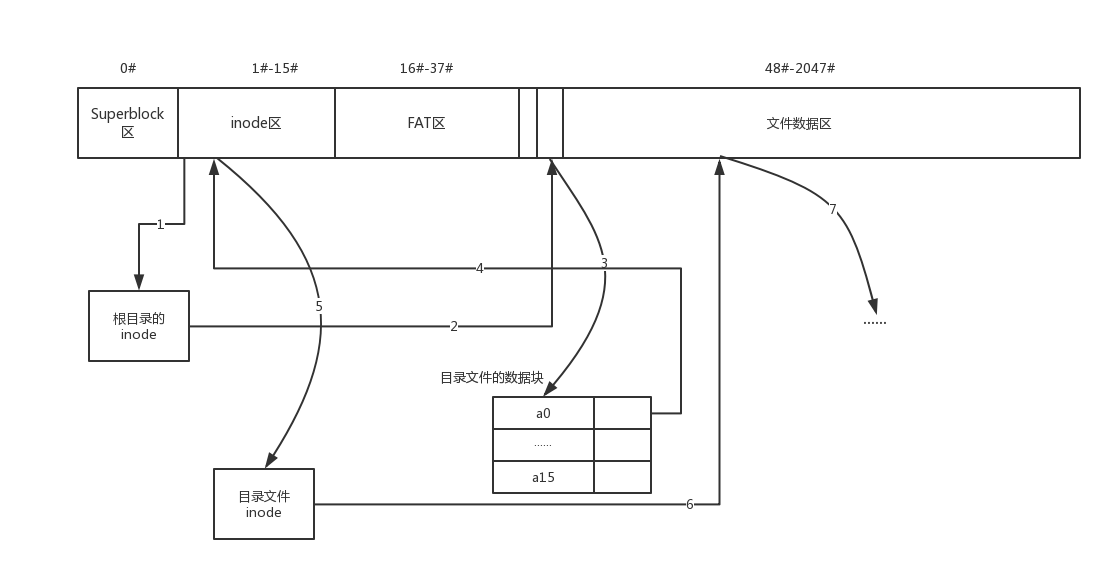 0#
1#-15#
16#-37#
48#-2047#
Superblock
区
inode区
FAT区
文件数据区
1
7
4
3
5
2
根目录的
inode
......
目录文件的数据块
a0
......
a15
目录文件
inode
6